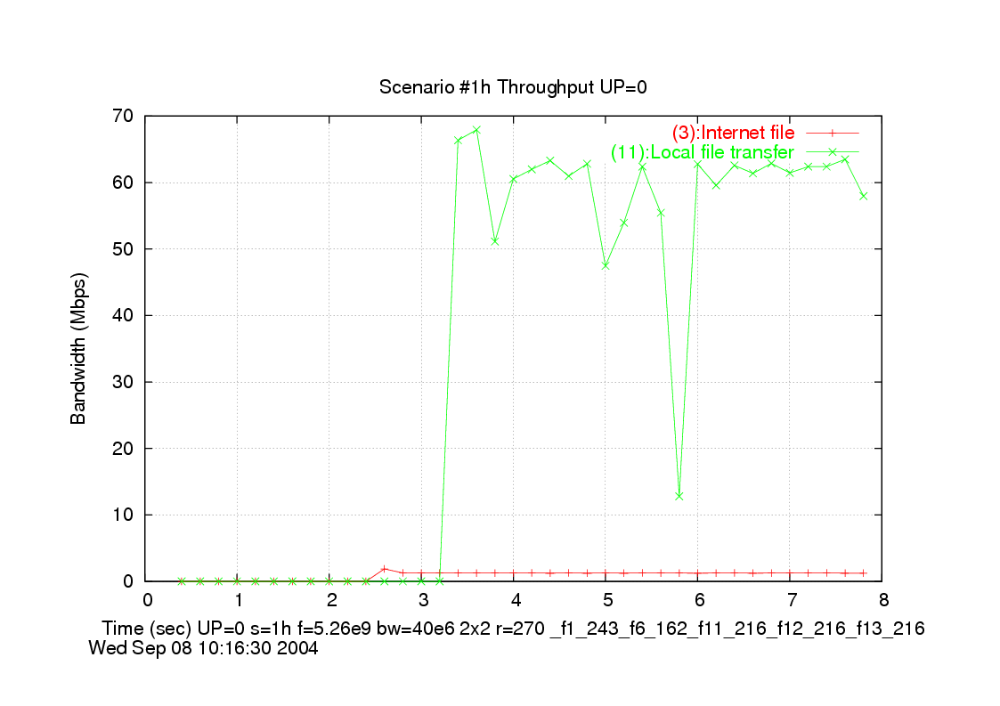 Scenario #1h Throughput UP=0
70
60
50
40
30
20
10
0
(3):Internet file
(11):Local file transfer
Bandwidth (Mbps)
0 1 2 3 4 5 6 7 8
Time (sec) UP=0 s=1h f=5.26e9 bw=40e6 2x2 r=270 _f1_243_f6_162_f11_216_f12_216_f13_216
Wed Sep 08 10:16:30 2004